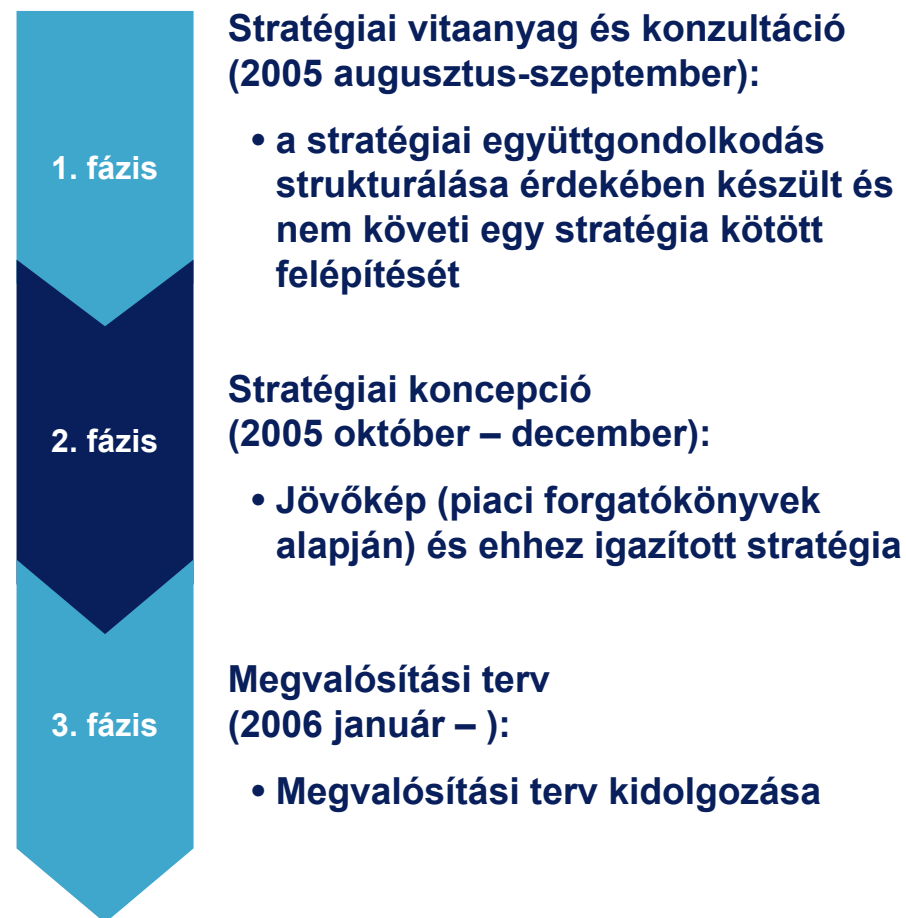 Stratégiai vitaanyag és konzultáció
(2005 augusztus-szeptember):
1. fázis
• a stratégiai együttgondolkodás
strukturálása érdekében készült és
nem követi egy stratégia kötött
felépítését
Stratégiai koncepció
(2005 október – december):
2. fázis
• Jövőkép (piaci forgatókönyvek
alapján) és ehhez igazított stratégia
Megvalósítási terv
(2006 január – ):
3. fázis
• Megvalósítási terv kidolgozása